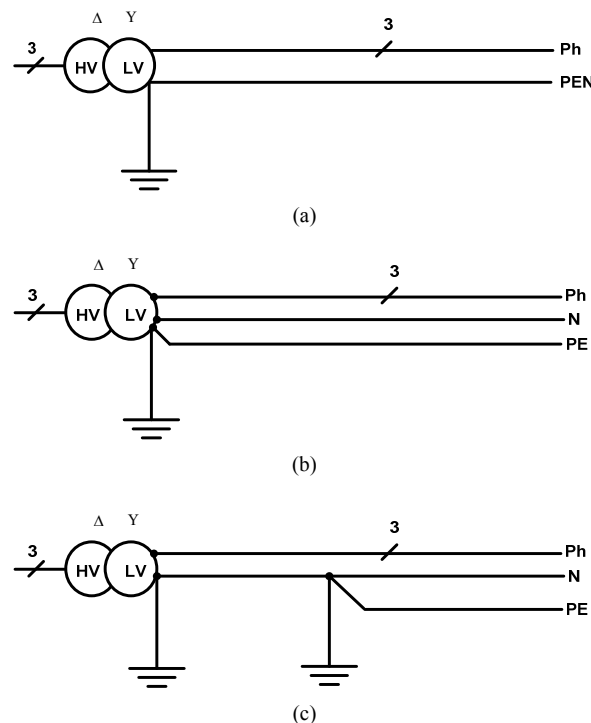 Δ Y
3 3
HV LV Ph
PEN
(a)
Δ Y
3
3 Ph
HV LV N
PE
(b)
Δ Y
3
3 Ph
HV LV N
PE
(c)